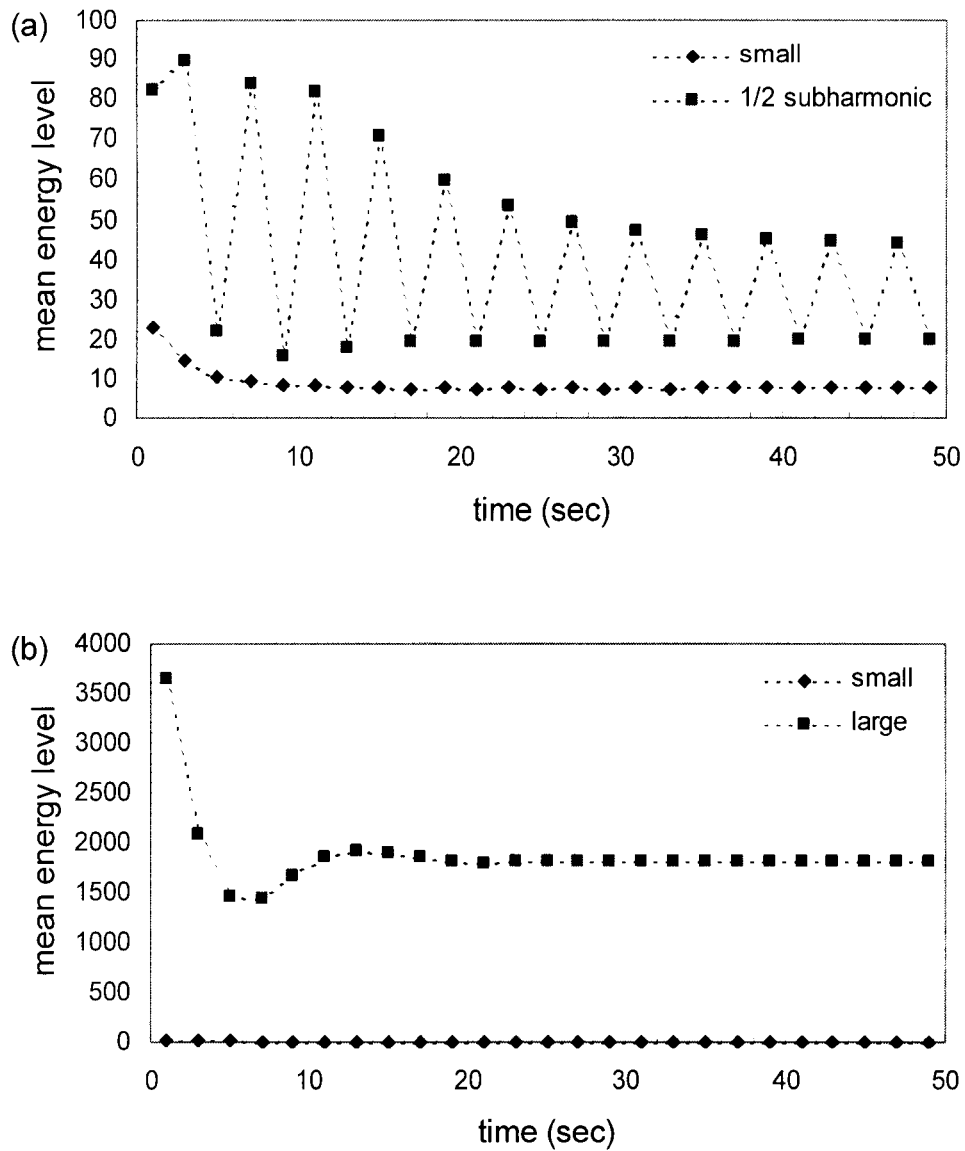 (a)
100
90
80
70
60
50
40
30
20
10
0
mean energy level
small
1/2 subharmonic
0 10 20 30 40 50
time (sec)
(b)
4000
3500
3000
2500
2000
1500
1000
500
0
mean energy level
small
large
0 10 20 30 40 50
time (sec)